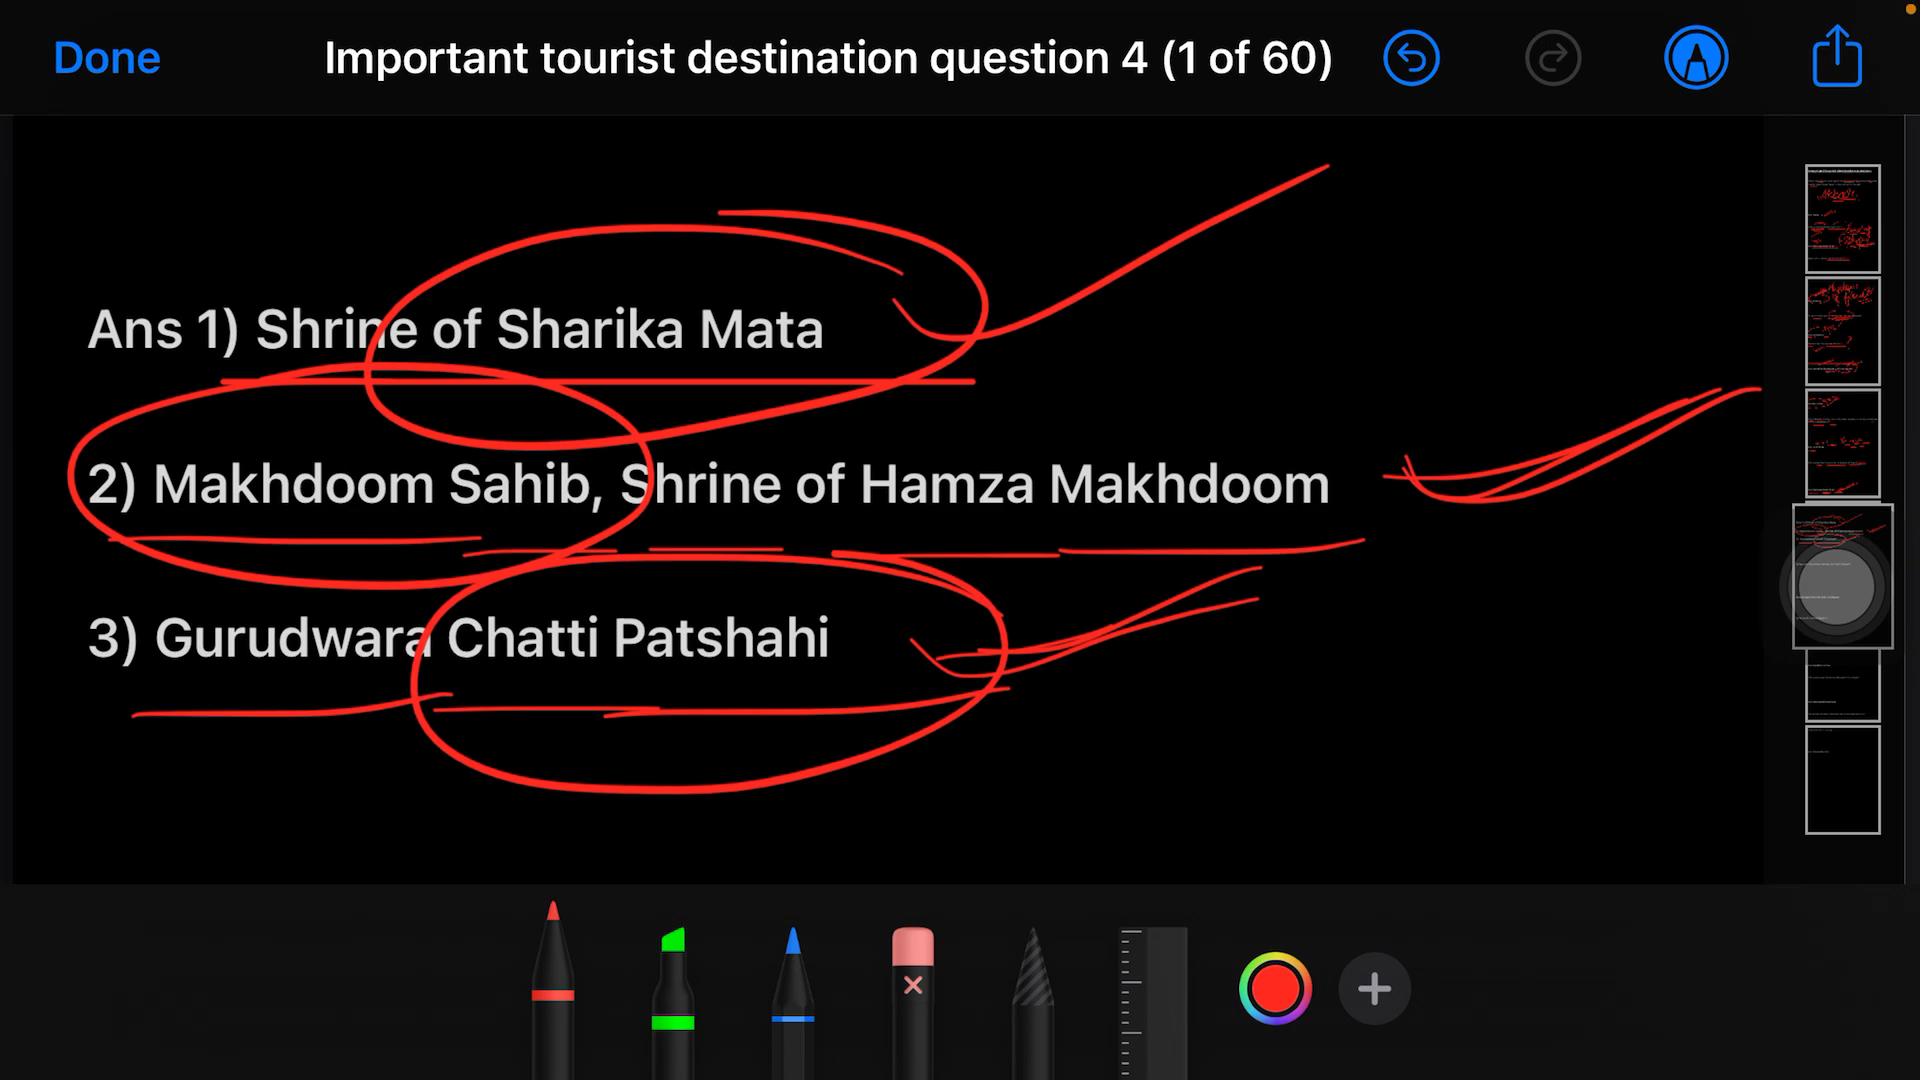 Done
Important tourist destination question 4 (1 of 60)
Ans 1) Shrine of Sharika Mata
2) Makhdoom Sahib, Shrine of Hamza Makhdoom
3) Gurudwara Chatti Patshahi